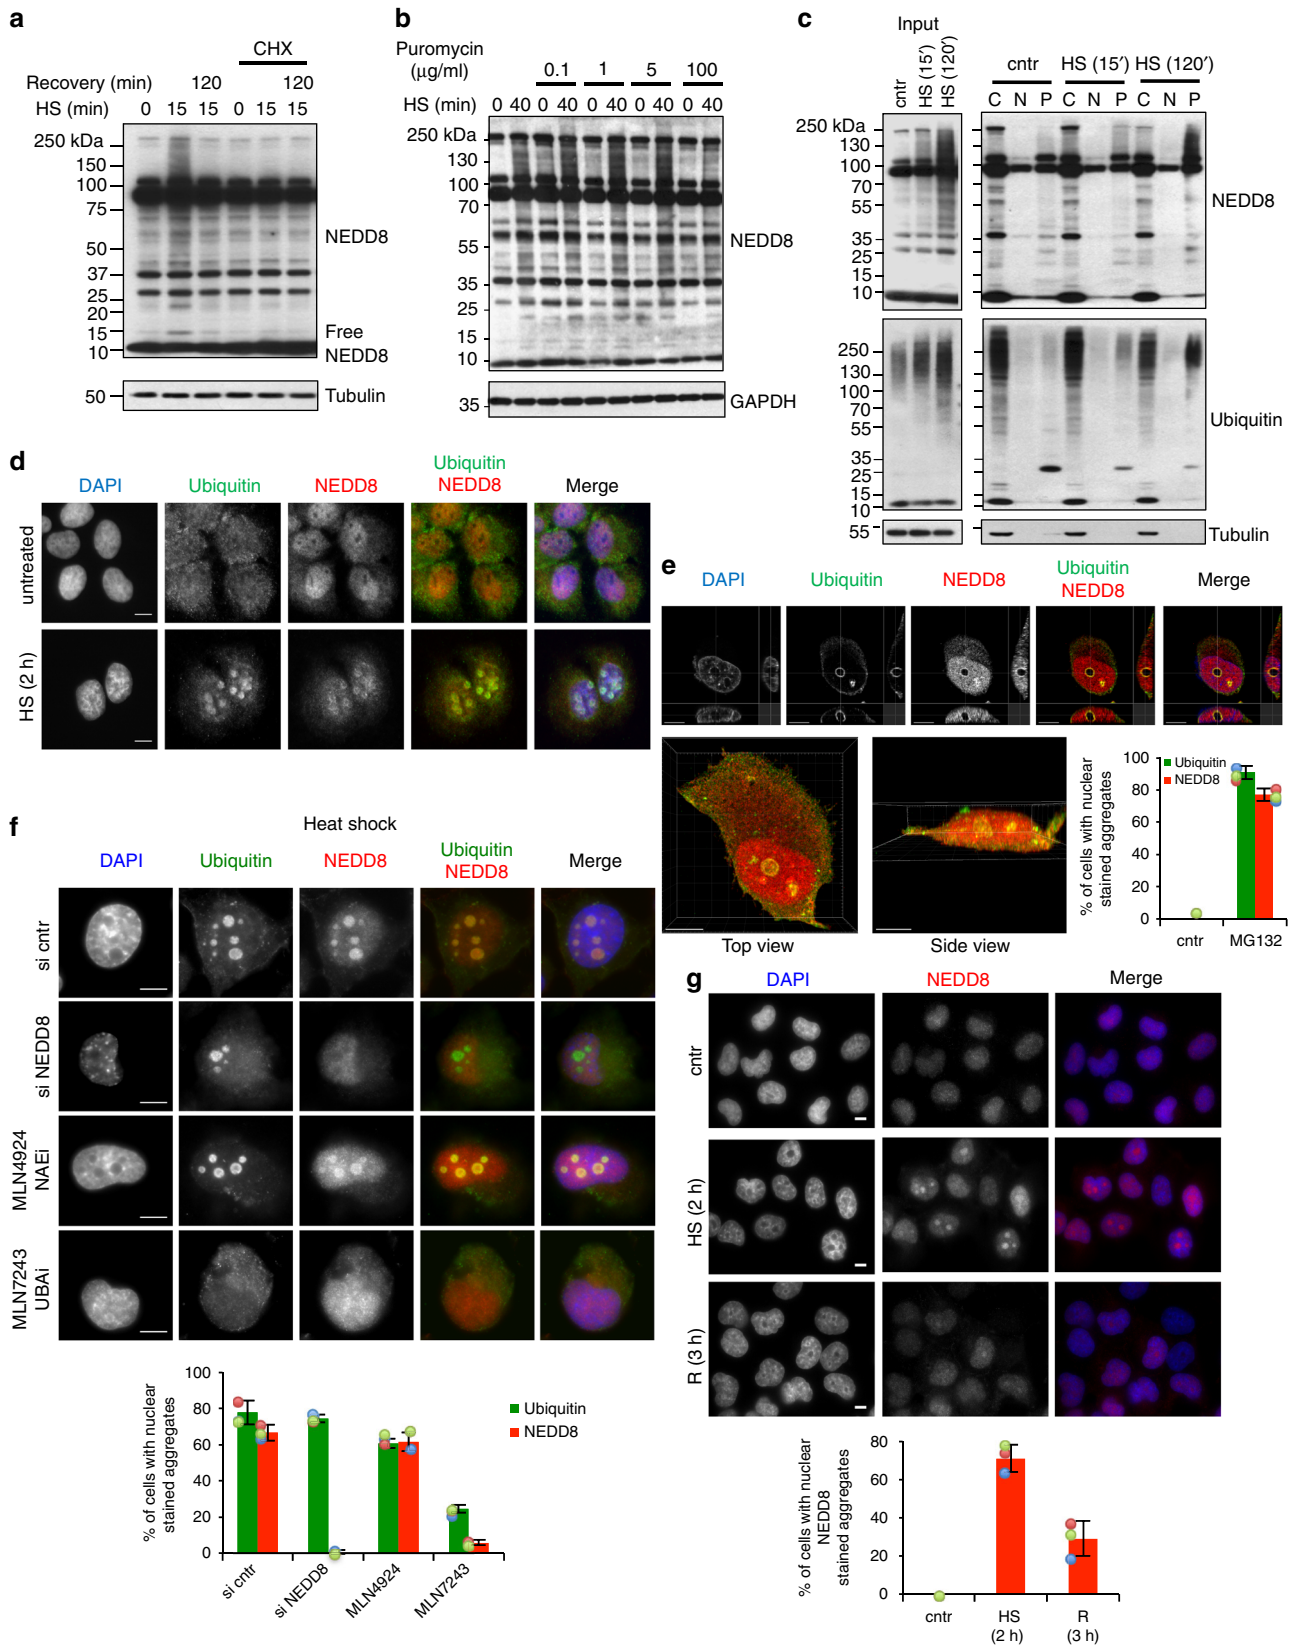 a
CHX
Recovery (min) 120 120
HS (min) 0 15 15 0 15 15
250 kDa
150
100
75
50
37
25
20
15
10
NEDD8
Free
NEDD8
50
Tubulin
b
Puromycin
(µg/ml)
0.1 1 5 100
HS (min) 0 40 0 40 0 40 0 40 0 40
250 kDa
130
100
70
55
35
25
15
10
NEDD8
35
GAPDH
c
Input
cntr
HS (15′)
HS (120′)
cntr HS (15′) HS (120′)
C N P C N P C N P
250 kDa
130
100
70
55
35
25
15
10
NEDD8
250
130
100
70
55
35
25
15
10
Ubiquitin
55
Tubulin
d
DAPI Ubiquitin NEDD8 Ubiquitin NEDD8 Merge
untreated
HS (2 h)
e
DAPI Ubiquitin NEDD8 Ubiquitin NEDD8 Merge
Top view
Side view
% of cells with nuclear
stained aggregates
100
80
60
40
20
0
Ubiquitin
NEDD8
cntr MG132
f
Heat shock
DAPI Ubiquitin NEDD8 Ubiquitin NEDD8 Merge
si cntr
si NEDD8
MLN4924
NAEi
MLN7243
UBAi
% of cells with nuclear
stained aggregates
100
80
60
40
20
0
Ubiquitin
NEDD8
si cntr
si NEDD8
MLN4924
MLN7243
g
DAPI NEDD8 Merge
cntr
HS (2 h)
R (3 h)
% of cells with nuclear
NEDD8
stained aggregates
80
60
40
20
0
cntr HS R
(2 h) (3 h)